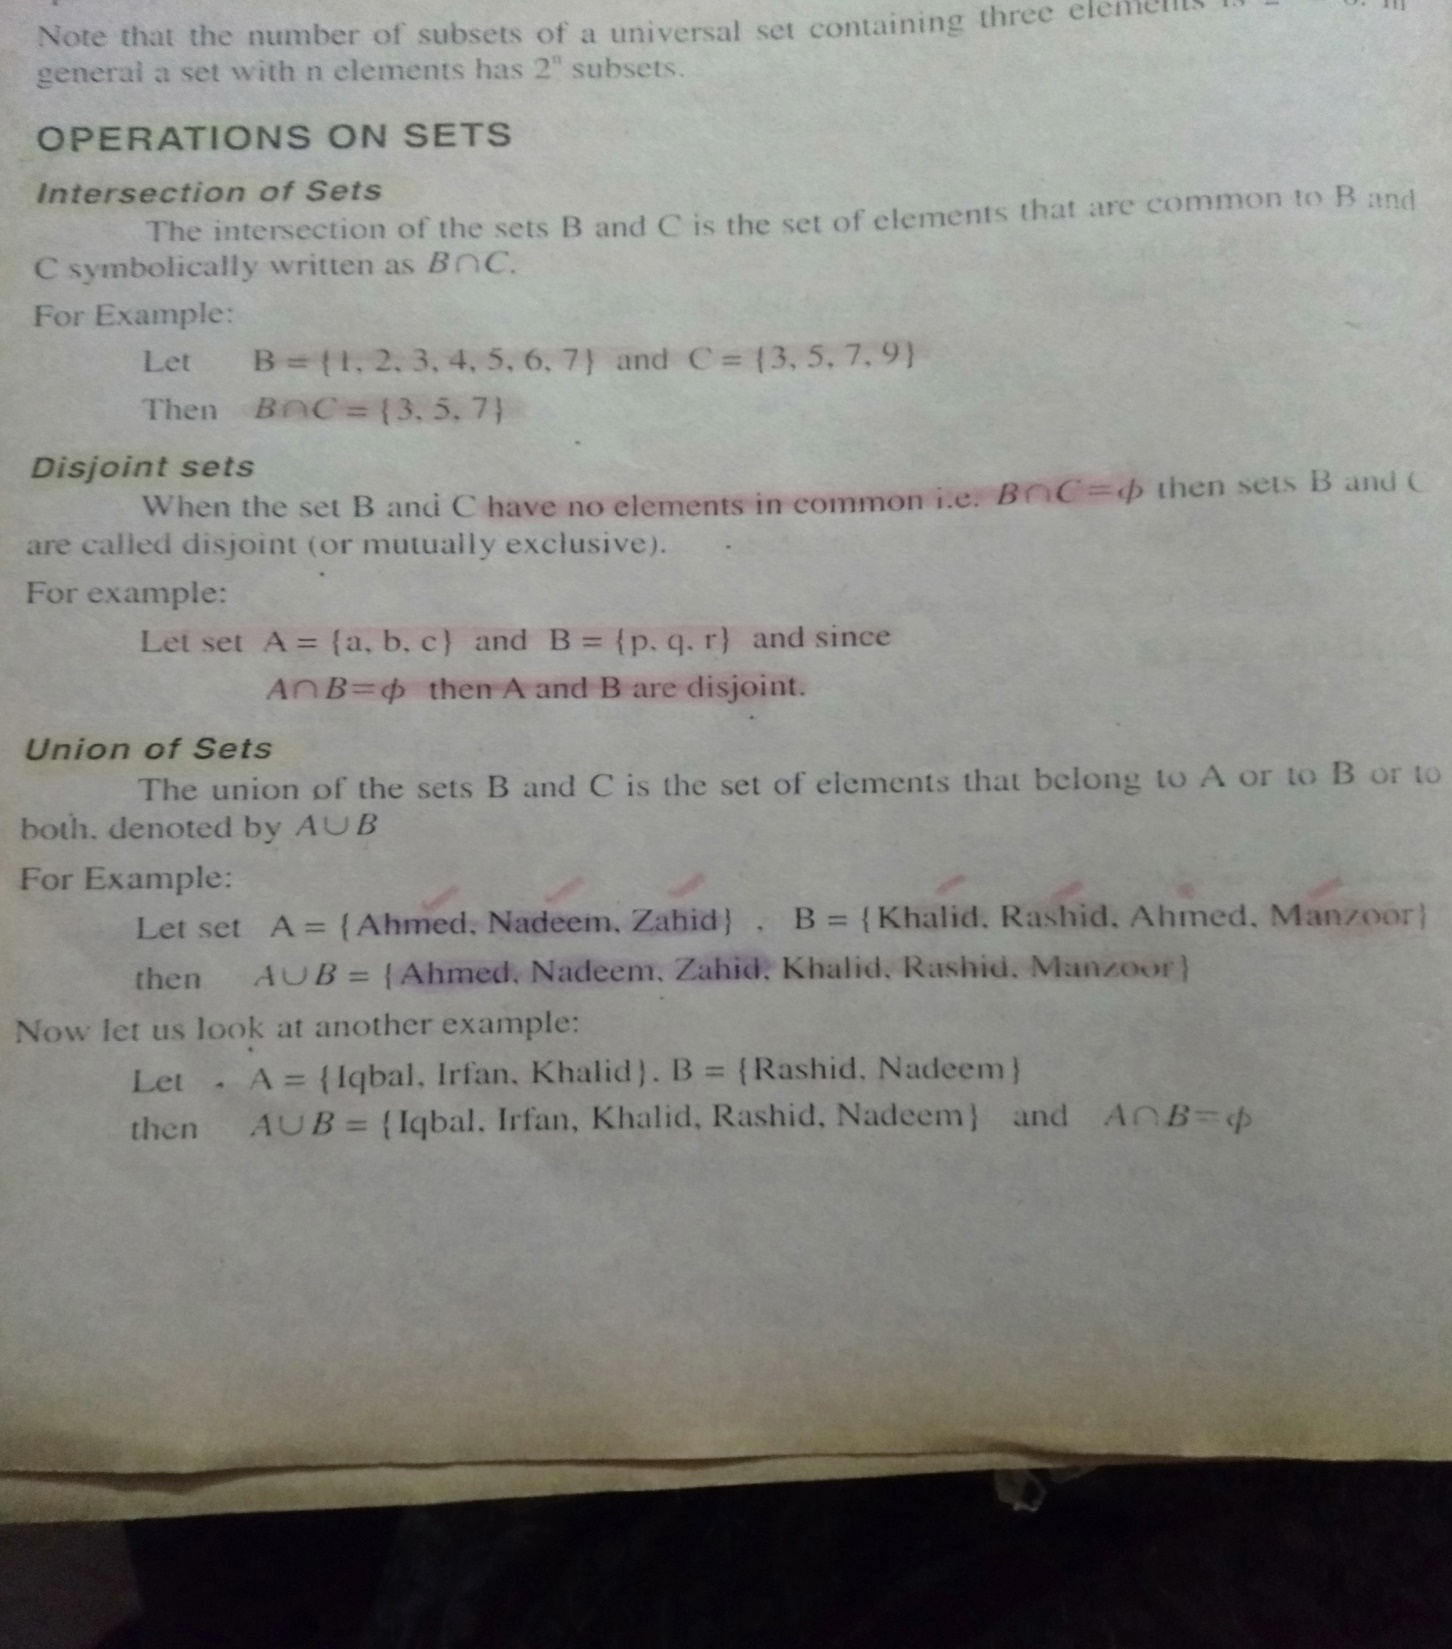 Note that the number of subsets of a universal set containing three elements is
general a set with n elements has 2ⁿ subsets.
OPERATIONS ON SETS
Intersection of Sets
The intersection of the sets B and C is the set of elements that are common to B and
C symbolically written as B∩C.
For Example:
Let B = {1, 2, 3, 4, 5, 6, 7} and C = {3, 5, 7, 9}
Then B∩C = {3, 5, 7}
Disjoint sets
When the set B and C have no elements in common i.e. B∩C=ϕ then sets B and C
are called disjoint (or mutually exclusive).
For example:
Let set A = {a, b, c} and B = {p, q, r} and since
A∩B=ϕ then A and B are disjoint.
Union of Sets
The union of the sets B and C is the set of elements that belong to A or to B or to
both, denoted by A∪B
For Example:
Let set A = {Ahmed, Nadeem, Zahid} , B = {Khalid, Rashid, Ahmed, Manzoor}
then A∪B = {Ahmed, Nadeem, Zahid, Khalid, Rashid, Manzoor}
Now let us look at another example:
Let A = {Iqbal, Irfan, Khalid}, B = {Rashid, Nadeem}
then A∪B = {Iqbal, Irfan, Khalid, Rashid, Nadeem} and A∩B=ϕ